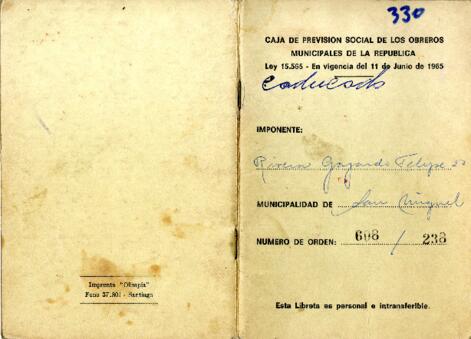 330
CAJA DE PREVISION SOCIAL DE LOS OBREROS
MUNICIPALES DE LA REPUBLICA
Ley 15.565 - En vigencia del 11 de Junio de 1965
Caducado
IMPONENTE:
Rivera Gajardo Felipe
MUNICIPALIDAD DE San Miguel
NUMERO DE ORDEN: 608 / 238
Esta Libreta es personal e intransferible.
Imprenta "Olimpia"
Fono 37.801 - Santiago